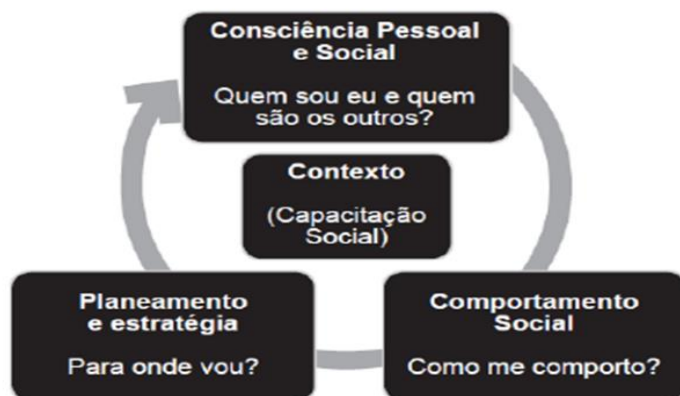 Consciência Pessoal
e Social
Quem sou eu e quem
são os outros?
Contexto
(Capacitação
Social)
Planeamento
e estratégia
Para onde vou?
Comportamento
Social
Como me comporto?